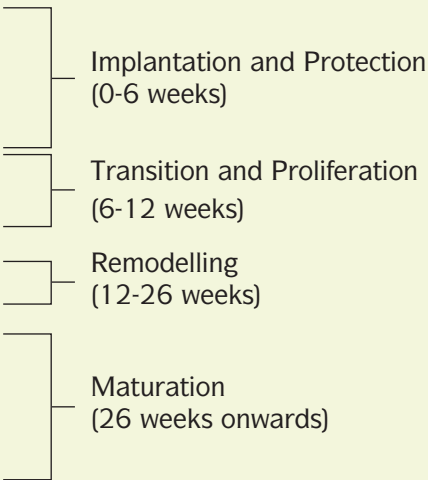 Implantation and Protection
(0-6 weeks)
Transition and Proliferation
(6-12 weeks)
Remodelling
(12-26 weeks)
Maturation
(26 weeks onwards)